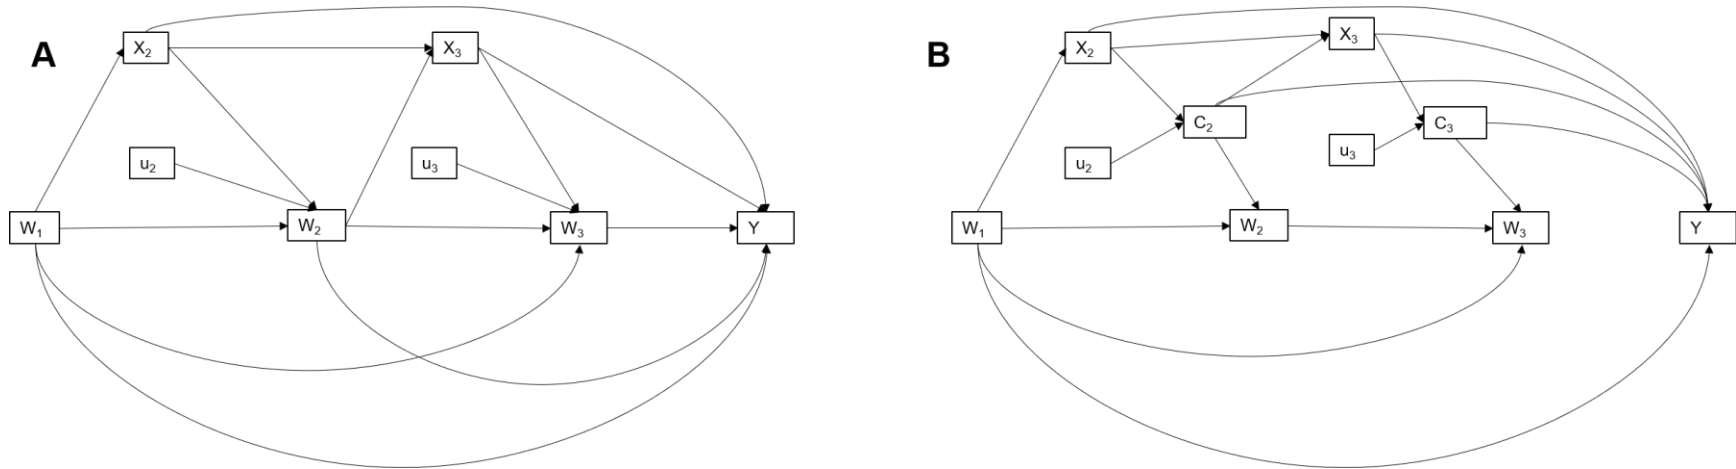 A
X₂
X₃
u₂
u₃
W₁
W₂
W₃
Y
B
X₂
X₃
C₂
C₃
u₂
u₃
W₁
W₂
W₃
Y